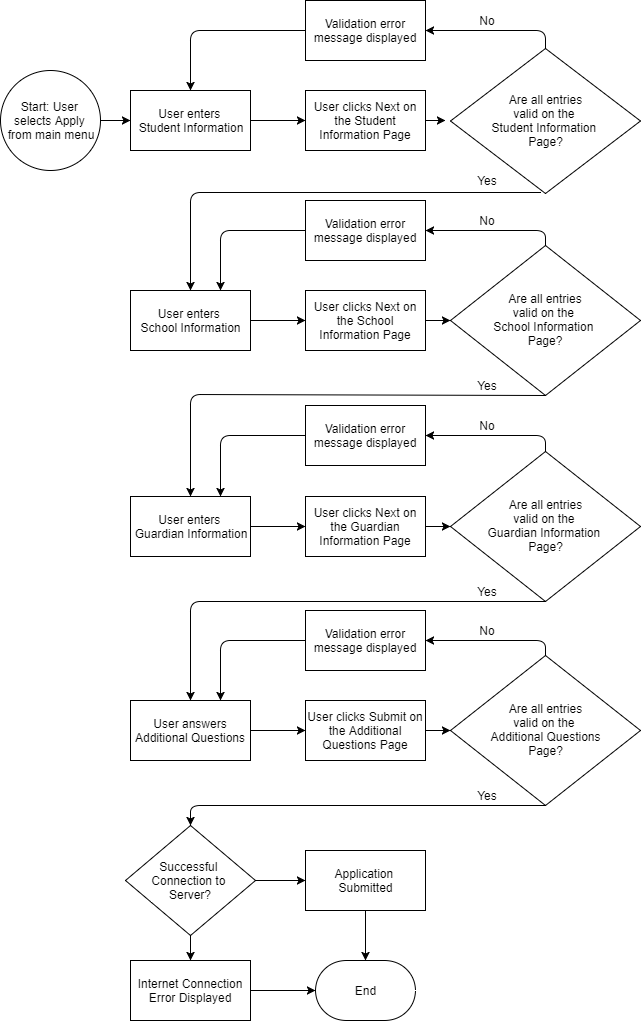 Validation error
message displayed
No
Start: User
selects Apply
from main menu
User enters
Student Information
User clicks Next on
the Student
Information Page
Are all entries
valid on the
Student Information
Page?
Yes
Validation error
message displayed
No
User enters
School Information
User clicks Next on
the School
Information Page
Are all entries
valid on the
School Information
Page?
Yes
Validation error
message displayed
No
User enters
Guardian Information
User clicks Next on
the Guardian
Information Page
Are all entries
valid on the
Guardian Information
Page?
Yes
Validation error
message displayed
No
User answers
Additional Questions
User clicks Submit on
the Additional
Questions Page
Are all entries
valid on the
Additional Questions
Page?
Yes
Successful
Connection to
Server?
Application
Submitted
Internet Connection
Error Displayed
End